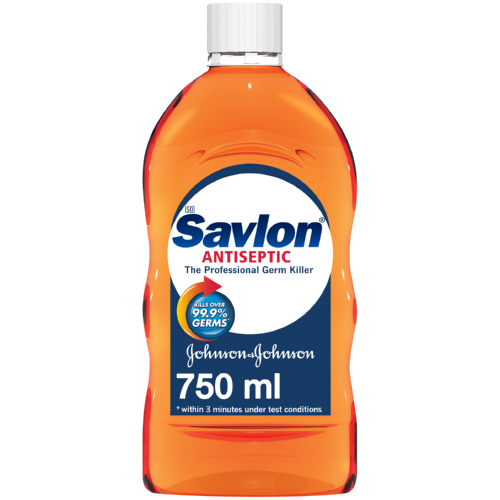 Savlon®
ANTISEPTIC
The Professional Germ Killer
KILLS OVER
99.9%
GERMS*
Johnson & Johnson
750 ml
* within 3 minutes under test conditions